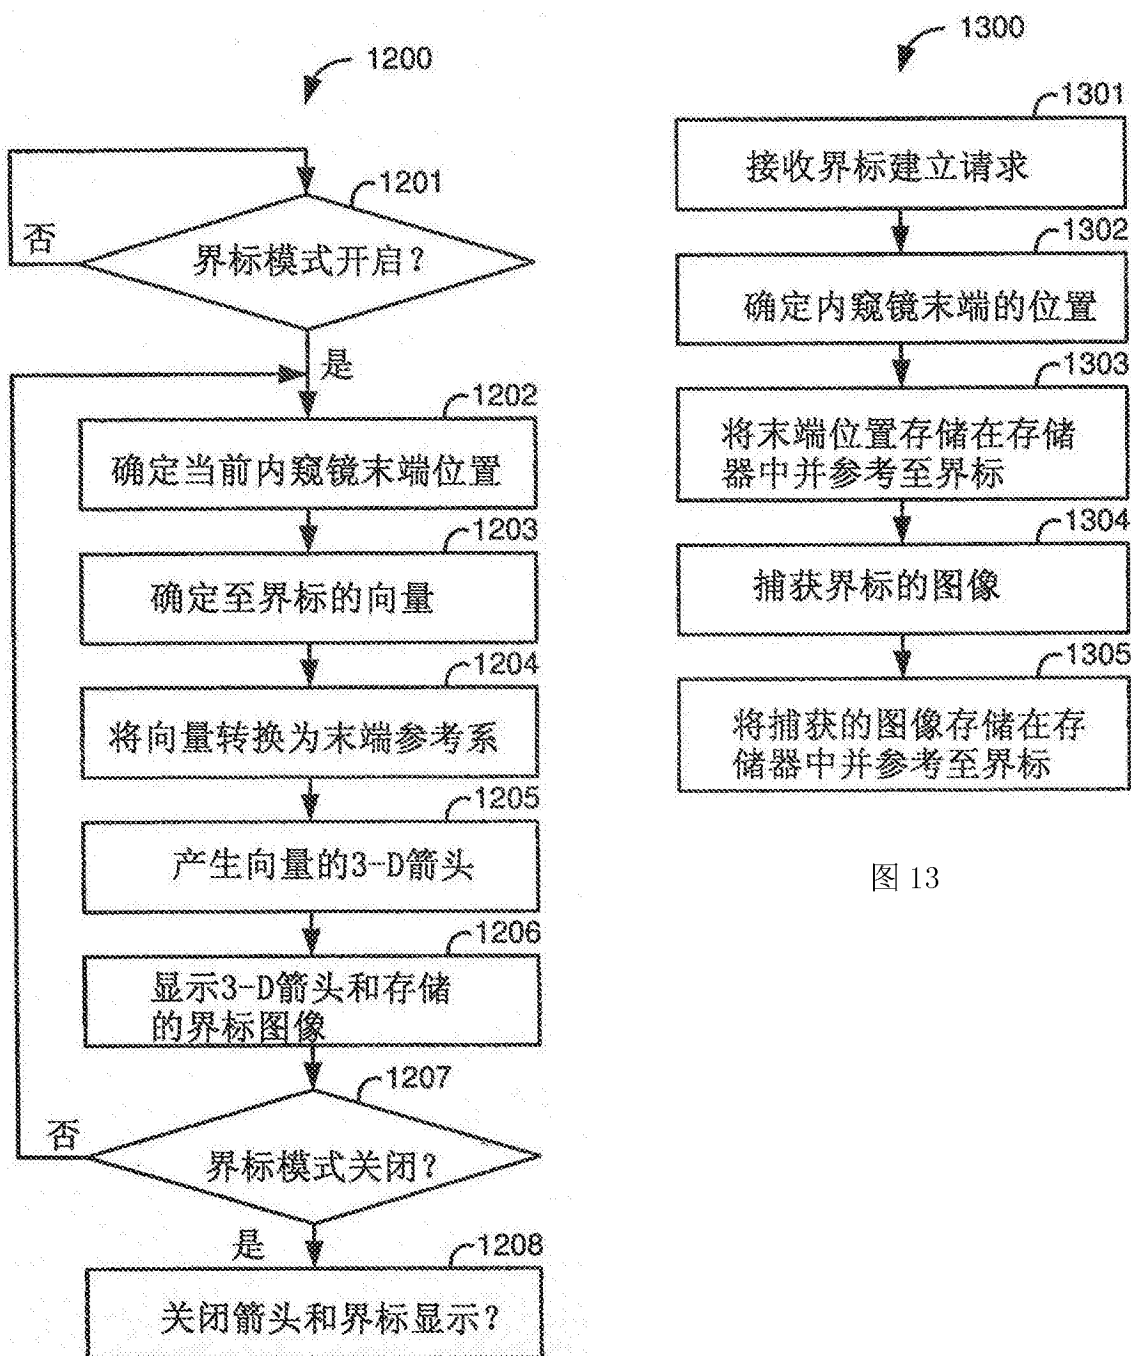 1200
1201
界标模式开启?
否
是
1202
确定当前内窥镜末端位置
1203
确定至界标的向量
1204
将向量转换为末端参考系
1205
产生向量的3-D箭头
1206
显示3-D箭头和存储
的界标图像
1207
界标模式关闭?
否
是
1208
关闭箭头和界标显示?
1300
1301
接收界标建立请求
1302
确定内窥镜末端的位置
1303
将末端位置存储在存储
器中并参考至界标
1304
捕获界标的图像
1305
将捕获的图像存储在存
储器中并参考至界标
图 13